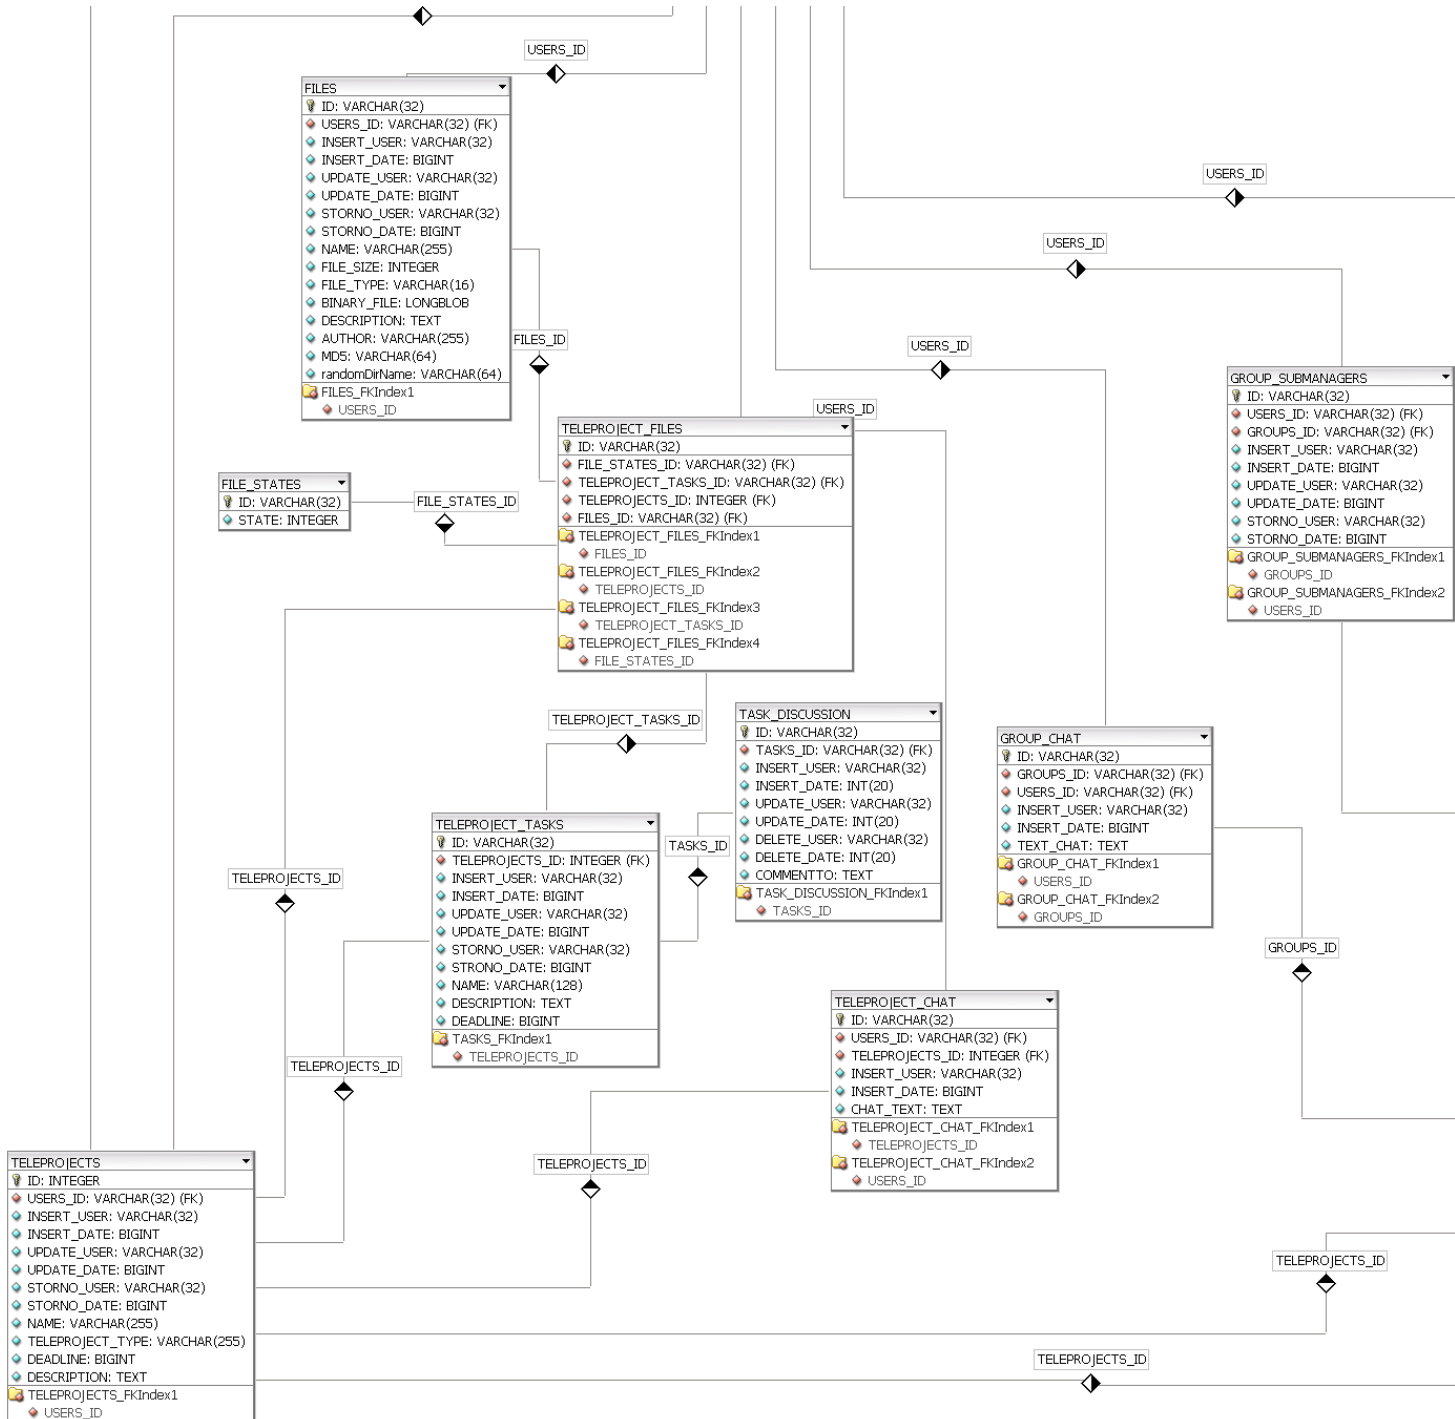 USERS_ID
FILES
ID: VARCHAR(32)
USERS_ID: VARCHAR(32) (FK)
INSERT_USER: VARCHAR(32)
INSERT_DATE: BIGINT
UPDATE_USER: VARCHAR(32)
UPDATE_DATE: BIGINT
STORNO_USER: VARCHAR(32)
STORNO_DATE: BIGINT
NAME: VARCHAR(255)
FILE_SIZE: INTEGER
FILE_TYPE: VARCHAR(16)
BINARY_FILE: LONGBLOB
DESCRIPTION: TEXT
AUTHOR: VARCHAR(255)
MD5: VARCHAR(64)
randomDirName: VARCHAR(64)
FILES_FKIndex1
USERS_ID
USERS_ID
USERS_ID
USERS_ID
FILES_ID
USERS_ID
GROUP_SUBMANAGERS
ID: VARCHAR(32)
USERS_ID: VARCHAR(32) (FK)
GROUPS_ID: VARCHAR(32) (FK)
INSERT_USER: VARCHAR(32)
INSERT_DATE: BIGINT
UPDATE_USER: VARCHAR(32)
UPDATE_DATE: BIGINT
STORNO_USER: VARCHAR(32)
STORNO_DATE: BIGINT
GROUP_SUBMANAGERS_FKIndex1
GROUPS_ID
GROUP_SUBMANAGERS_FKIndex2
USERS_ID
TELEPROJECT_FILES
ID: VARCHAR(32)
FILE_STATES_ID: VARCHAR(32) (FK)
TELEPROJECT_TASKS_ID: VARCHAR(32) (FK)
TELEPROJECTS_ID: INTEGER (FK)
FILES_ID: VARCHAR(32) (FK)
TELEPROJECT_FILES_FKIndex1
FILES_ID
TELEPROJECT_FILES_FKIndex2
TELEPROJECTS_ID
TELEPROJECT_FILES_FKIndex3
TELEPROJECT_TASKS_ID
TELEPROJECT_FILES_FKIndex4
FILE_STATES_ID
FILE_STATES
ID: VARCHAR(32)
STATE: INTEGER
FILE_STATES_ID
TELEPROJECT_TASKS_ID
TASK_DISCUSSION
ID: VARCHAR(32)
TASKS_ID: VARCHAR(32) (FK)
INSERT_USER: VARCHAR(32)
INSERT_DATE: INT(20)
UPDATE_USER: VARCHAR(32)
UPDATE_DATE: INT(20)
DELETE_USER: VARCHAR(32)
DELETE_DATE: INT(20)
COMMENTTO: TEXT
TASK_DISCUSSION_FKIndex1
TASKS_ID
GROUP_CHAT
ID: VARCHAR(32)
GROUPS_ID: VARCHAR(32) (FK)
USERS_ID: VARCHAR(32) (FK)
INSERT_USER: VARCHAR(32)
INSERT_DATE: BIGINT
TEXT_CHAT: TEXT
GROUP_CHAT_FKIndex1
USERS_ID
GROUP_CHAT_FKIndex2
GROUPS_ID
TELEPROJECT_TASKS
ID: VARCHAR(32)
TELEPROJECTS_ID: INTEGER (FK)
INSERT_USER: VARCHAR(32)
INSERT_DATE: BIGINT
UPDATE_USER: VARCHAR(32)
UPDATE_DATE: BIGINT
STORNO_USER: VARCHAR(32)
STRONO_DATE: BIGINT
NAME: VARCHAR(128)
DESCRIPTION: TEXT
DEADLINE: BIGINT
TASKS_FKIndex1
TELEPROJECTS_ID
TASKS_ID
TELEPROJECTS_ID
GROUPS_ID
TELEPROJECT_CHAT
ID: VARCHAR(32)
USERS_ID: VARCHAR(32) (FK)
TELEPROJECTS_ID: INTEGER (FK)
INSERT_USER: VARCHAR(32)
INSERT_DATE: BIGINT
CHAT_TEXT: TEXT
TELEPROJECT_CHAT_FKIndex1
TELEPROJECTS_ID
TELEPROJECT_CHAT_FKIndex2
USERS_ID
TELEPROJECTS_ID
TELEPROJECTS_ID
TELEPROJECTS
ID: INTEGER
USERS_ID: VARCHAR(32) (FK)
INSERT_USER: VARCHAR(32)
INSERT_DATE: BIGINT
UPDATE_USER: VARCHAR(32)
UPDATE_DATE: BIGINT
STORNO_USER: VARCHAR(32)
STORNO_DATE: BIGINT
NAME: VARCHAR(255)
TELEPROJECT_TYPE: VARCHAR(255)
DEADLINE: BIGINT
DESCRIPTION: TEXT
TELEPROJECTS_FKIndex1
USERS_ID
TELEPROJECTS_ID
TELEPROJECTS_ID